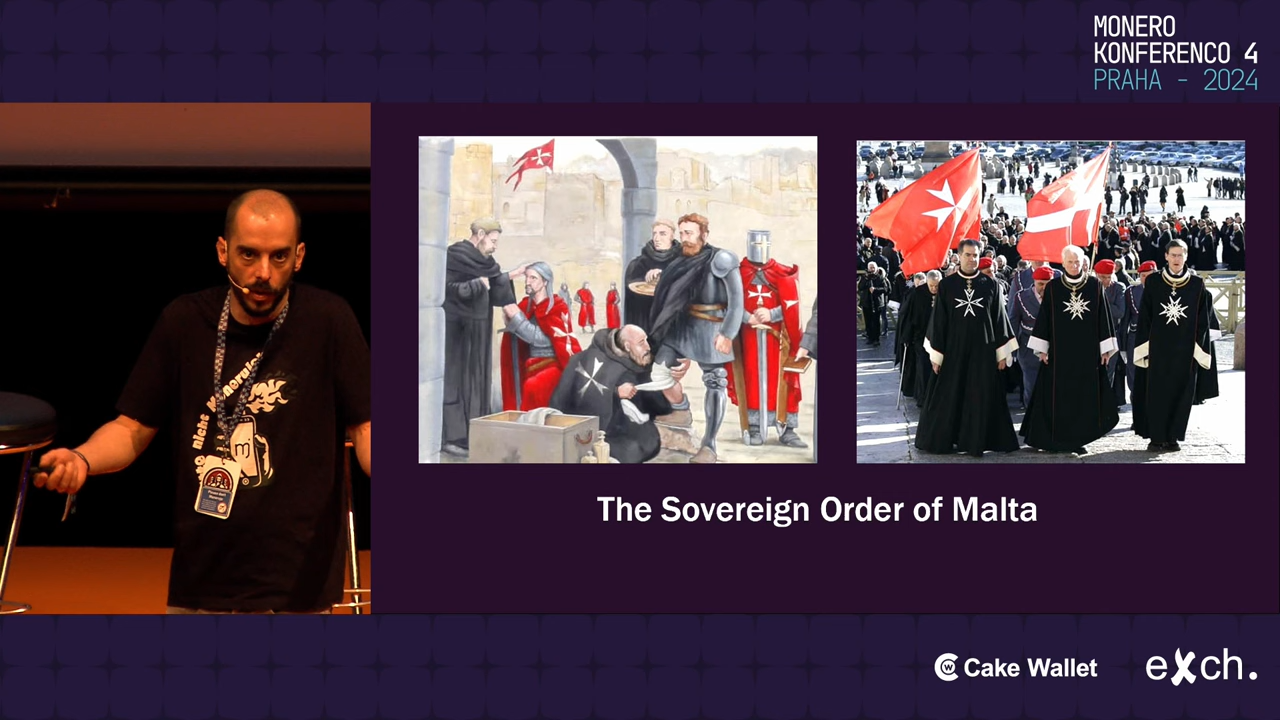 MONERO
KONFERENCO 4
PRAHA - 2024
The Sovereign Order of Malta
Cake Wallet
exch.